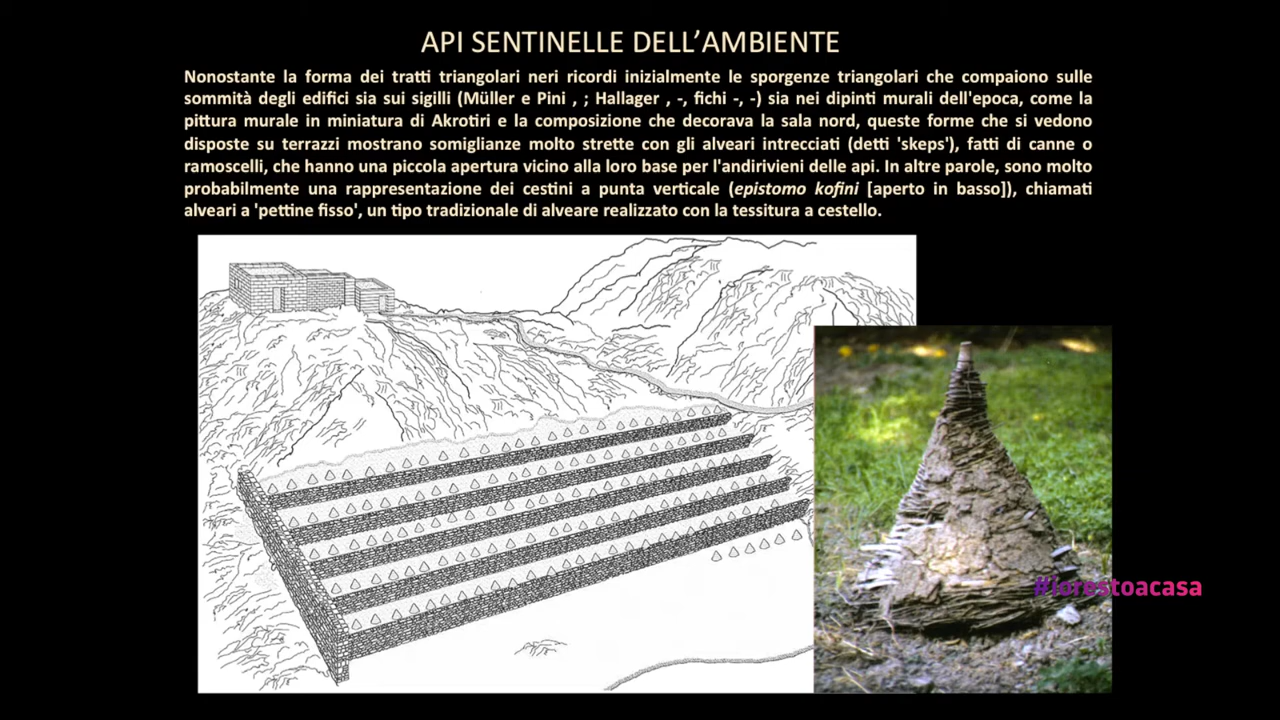 API SENTINELLE DELL’AMBIENTE
Nonostante la forma dei tratti triangolari neri ricordi inizialmente le sporgenze triangolari che compaiono sulle
sommità degli edifici sia sui sigilli (Müller e Pini , ; Hallager , -, fichi -, -) sia nei dipinti murali dell'epoca, come la
pittura murale in miniatura di Akrotiri e la composizione che decorava la sala nord, queste forme che si vedono
disposte su terrazzi mostrano somiglianze molto strette con gli alveari intrecciati (detti 'skeps'), fatti di canne o
ramoscelli, che hanno una piccola apertura vicino alla loro base per l'andirivieni delle api. In altre parole, sono molto
probabilmente una rappresentazione dei cestini a punta verticale (epistomo kofini [aperto in basso]), chiamati
alveari a 'pettine fisso', un tipo tradizionale di alveare realizzato con la tessitura a cestello.
#iorestoacasa